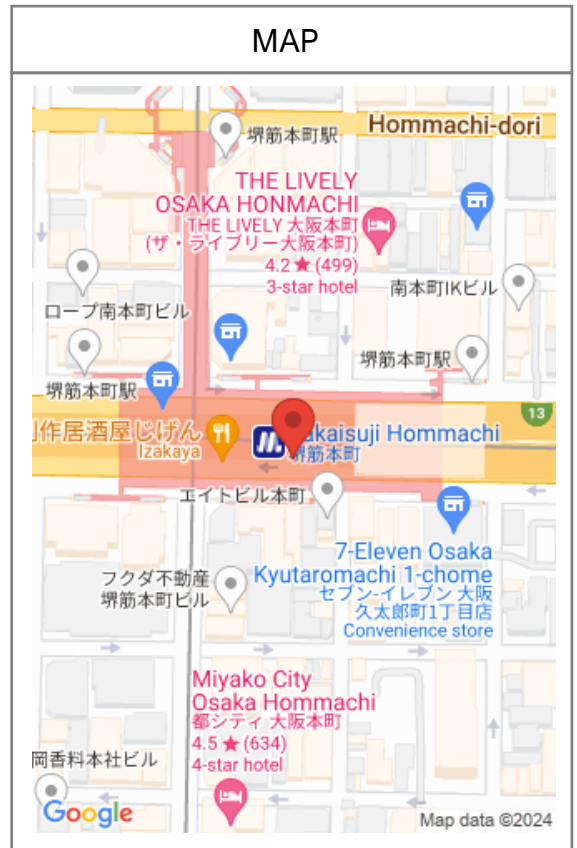 MAP
Hommachi-dori
堺筋本町駅
THE LIVELY
OSAKA HONMACHI
THE LIVELY 大阪本町
(ザ・ライブリー大阪本町)
4.2★(499)
3-star hotel
南本町IKビル
ロープ南本町ビル
堺筋本町駅
堺筋本町駅
13
作居酒屋じげん
Izakaya
akaisuji Hommachi
堺筋本町
エイトビル本町
7-Eleven Osaka
Kyutaromachi 1-chome
セブン-イレブン 大阪
久太郎町1丁目店
Convenience store
フクダ不動産
堺筋本町ビル
Miyako City
Osaka Hommachi
都シティ 大阪本町
4.5★(634)
4-star hotel
岡香料本社ビル
Google
Map data ©2024